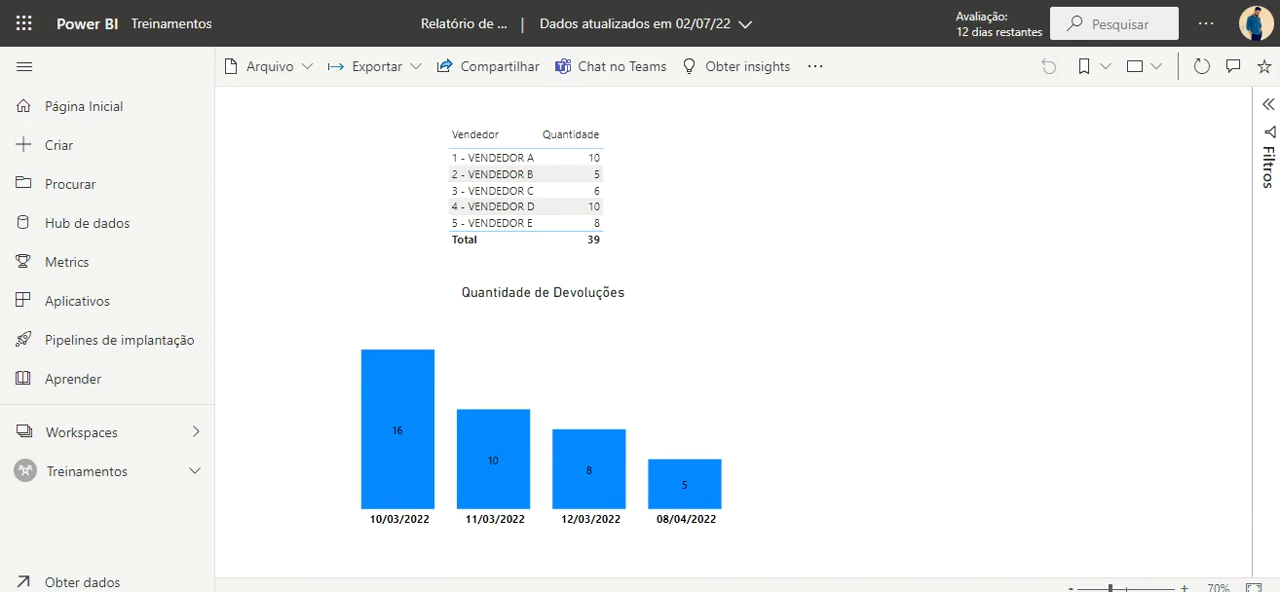 Power BI Treinamentos Relatório de ... | Dados atualizados em 02/07/22 Avaliação: 12 dias restantes Pesquisar ...
Arquivo Exportar Compartilhar Chat no Teams Obter insights ...
Página Inicial
Criar
Procurar
Hub de dados
Metrics
Aplicativos
Pipelines de implantação
Aprender
Workspaces
Treinamentos
Obter dados
Vendedor Quantidade
1 - VENDEDOR A 10
2 - VENDEDOR B 5
3 - VENDEDOR C 6
4 - VENDEDOR D 10
5 - VENDEDOR E 8
Total 39
Quantidade de Devoluções
16 10 8 5
10/03/2022 11/03/2022 12/03/2022 08/04/2022
Filtros
- + 70%